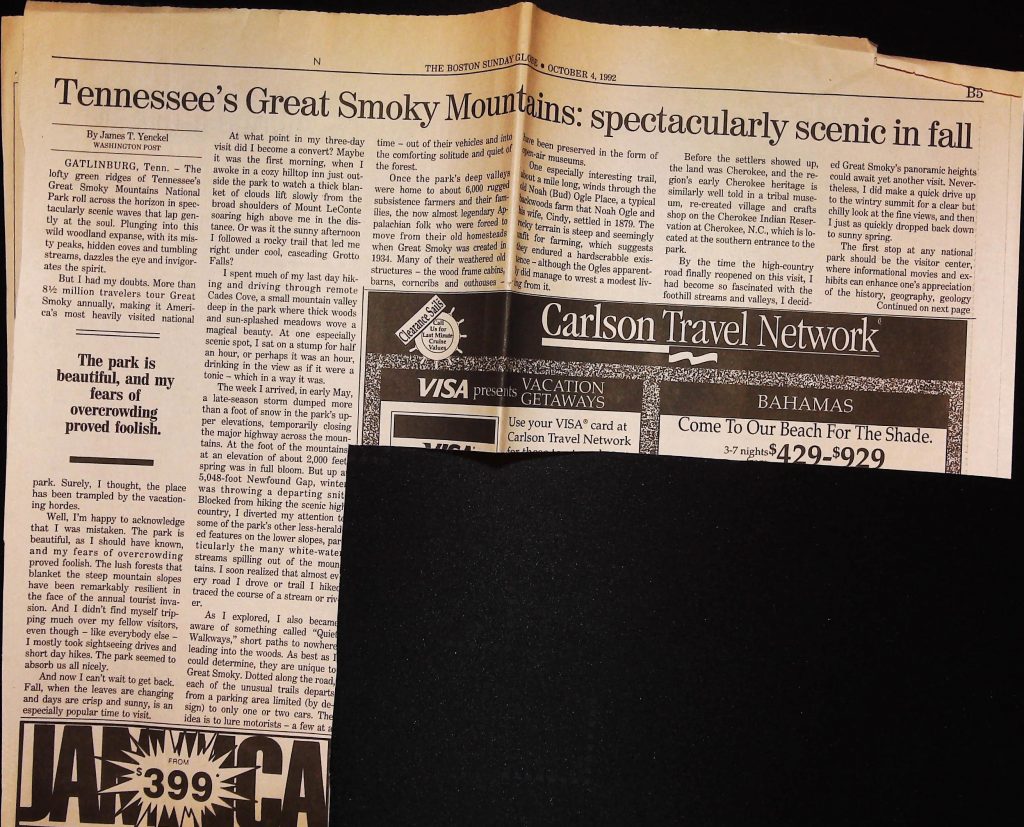 N
THE BOSTON SUNDAY GLOBE • OCTOBER 4, 1992
B5
Tennessee's Great Smoky Mountains: spectacularly scenic in fall
By James T. Yenckel
WASHINGTON POST
GATLINBURG, Tenn. – The
lofty green ridges of Tennessee's
Great Smoky Mountains National
Park roll across the horizon in spec-
tacularly scenic waves that lap gen-
tly at the soul. Plunging into this
wild woodland expanse, with its mis-
ty peaks, hidden coves and tumbling
streams, dazzles the eye and invigor-
ates the spirit.
But I had my doubts. More than
8½ million travelers tour Great
Smoky annually, making it Ameri-
ca's most heavily visited national
The park is
beautiful, and my
fears of
overcrowding
proved foolish.
park. Surely, I thought, the place
has been trampled by the vacation-
ing hordes.
Well, I'm happy to acknowledge
that I was mistaken. The park is
beautiful, as I should have known,
and my fears of overcrowding
proved foolish. The lush forests that
blanket the steep mountain slopes
have been remarkably resilient in
the face of the annual tourist inva-
sion. And I didn't find myself trip-
ping much over my fellow visitors,
even though – like everybody else –
I mostly took sightseeing drives and
short day hikes. The park seemed to
absorb us all nicely.
And now I can't wait to get back.
Fall, when the leaves are changing
and days are crisp and sunny, is an
especially popular time to visit.
At what point in my three-day
visit did I become a convert? Maybe
it was the first morning, when I
awoke in a cozy hilltop inn just out-
side the park to watch a thick blan-
ket of clouds lift slowly from the
broad shoulders of Mount LeConte
soaring high above me in the dis-
tance. Or was it the sunny afternoon
I followed a rocky trail that led me
right under cool, cascading Grotto
Falls?
I spent much of my last day hik-
ing and driving through remote
Cades Cove, a small mountain valley
deep in the park where thick woods
and sun-splashed meadows wove a
magical beauty. At one especially
scenic spot, I sat on a stump for half
an hour, or perhaps it was an hour,
drinking in the view as if it were a
tonic – which in a way it was.
The week I arrived, in early May,
a late-season storm dumped more
than a foot of snow in the park's up-
per elevations, temporarily closing
the major highway across the moun-
tains. At the foot of the mountains
at an elevation of about 2,000 feet
spring was in full bloom. But up a
5,048-foot Newfound Gap, winter
was throwing a departing snit
Blocked from hiking the scenic high
country, I diverted my attention t
some of the park's other less-herald-
ed features on the lower slopes, par
ticularly the many white-water
streams spilling out of the moun
tains. I soon realized that almost ev
ery road I drove or trail I hiked
traced the course of a stream or riv
er.
As I explored, I also became
aware of something called "Quiet
Walkways," short paths to nowhere
leading into the woods. As best as I
could determine, they are unique to
Great Smoky. Dotted along the road,
each of the unusual trails departs
from a parking area limited (by de-
sign) to only one or two cars. The
idea is to lure motorists – a few at a
time – out of their vehicles and into
the comforting solitude and quiet of
the forest.
Once the park's deep valleys
were home to about 6,000 rugged
subsistence farmers and their fam-
ilies, the now almost legendary Ap-
palachian folk who were forced to
move from their old homesteads
when Great Smoky was created in
1934. Many of their weathered old
structures – the wood frame cabins,
barns, corncribs and outhouses –
have been preserved in the form of
open-air museums.
One especially interesting trail,
about a mile long, winds through the
old Noah (Bud) Ogle Place, a typical
backwoods farm that Noah Ogle and
his wife, Cindy, settled in 1879. The
rocky terrain is steep and seemingly
unfit for farming, which suggests
they endured a hardscrabble exis-
tence – although the Ogles apparent-
ly did manage to wrest a modest liv-
ing from it.
Before the settlers showed up,
the land was Cherokee, and the re-
gion's early Cherokee heritage is
similarly well told in a tribal muse-
um, re-created village and crafts
shop on the Cherokee Indian Reser-
vation at Cherokee, N.C., which is lo-
cated at the southern entrance to the
park.
By the time the high-country
road finally reopened on this visit, I
had become so fascinated with the
foothill streams and valleys, I decid-
ed Great Smoky's panoramic heights
could await yet another visit. Never-
theless, I did make a quick drive up
to the wintry summit for a clear but
chilly look at the fine views, and then
I just as quickly dropped back down
to sunny spring.
The first stop at any national
park should be the visitor center,
where informational movies and ex-
hibits can enhance one's appreciation
of the history, geography, geology
Continued on next page
Clearance Sails
Call
Us for
Last Minute
Cruise
Values
Carlson Travel Network
VISA presents VACATION
GETAWAYS
VISA
Use your VISA® card at
Carlson Travel Network
BAHAMAS
Come To Our Beach For The Shade.
3-7 nights $429-$929
JAMAICA
FROM
$399*